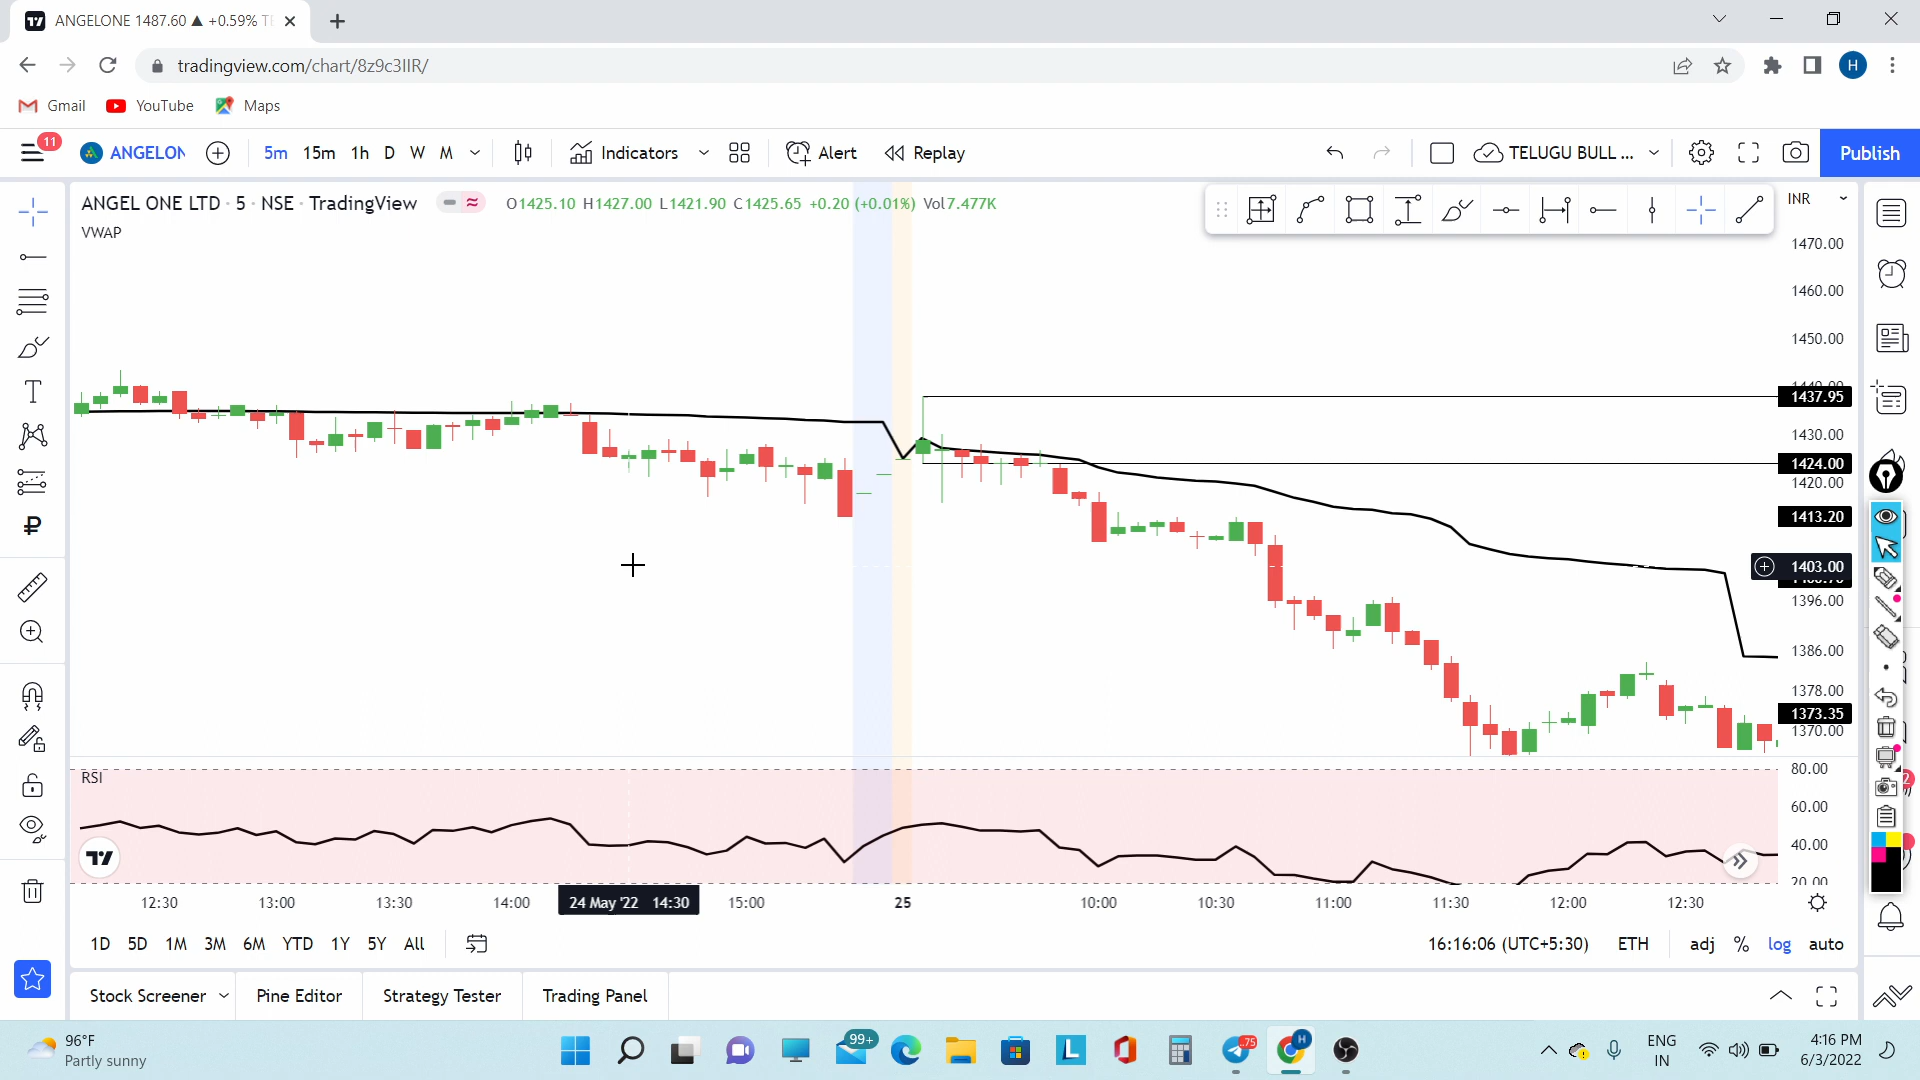 ANGELONE 1487.60 ▲ +0.59%
tradingview.com/chart/8z9c3IIR/
H
Gmail YouTube Maps
11 ANGELON 5m 15m 1h D W M Indicators Alert Replay TELUGU BULL ... Publish
ANGEL ONE LTD · 5 · NSE · TradingView O1425.10 H1427.00 L1421.90 C1425.65 +0.20 (+0.01%) Vol7.477K
INR
VWAP
1470.00
1460.00
1450.00
1440.00
1437.95
1430.00
1424.00
1420.00
1413.20
1403.00
1396.00
1386.00
1378.00
1373.35
1370.00
RSI
80.00
60.00
40.00
20.00
12:30 13:00 13:30 14:00 24 May '22 14:30 15:00 25 10:00 10:30 11:00 11:30 12:00 12:30
1D 5D 1M 3M 6M YTD 1Y 5Y All 16:16:06 (UTC+5:30) ETH adj % log auto
Stock Screener Pine Editor Strategy Tester Trading Panel
96°F
Partly sunny
99+
75
H
ENG
IN
4:16 PM
6/3/2022